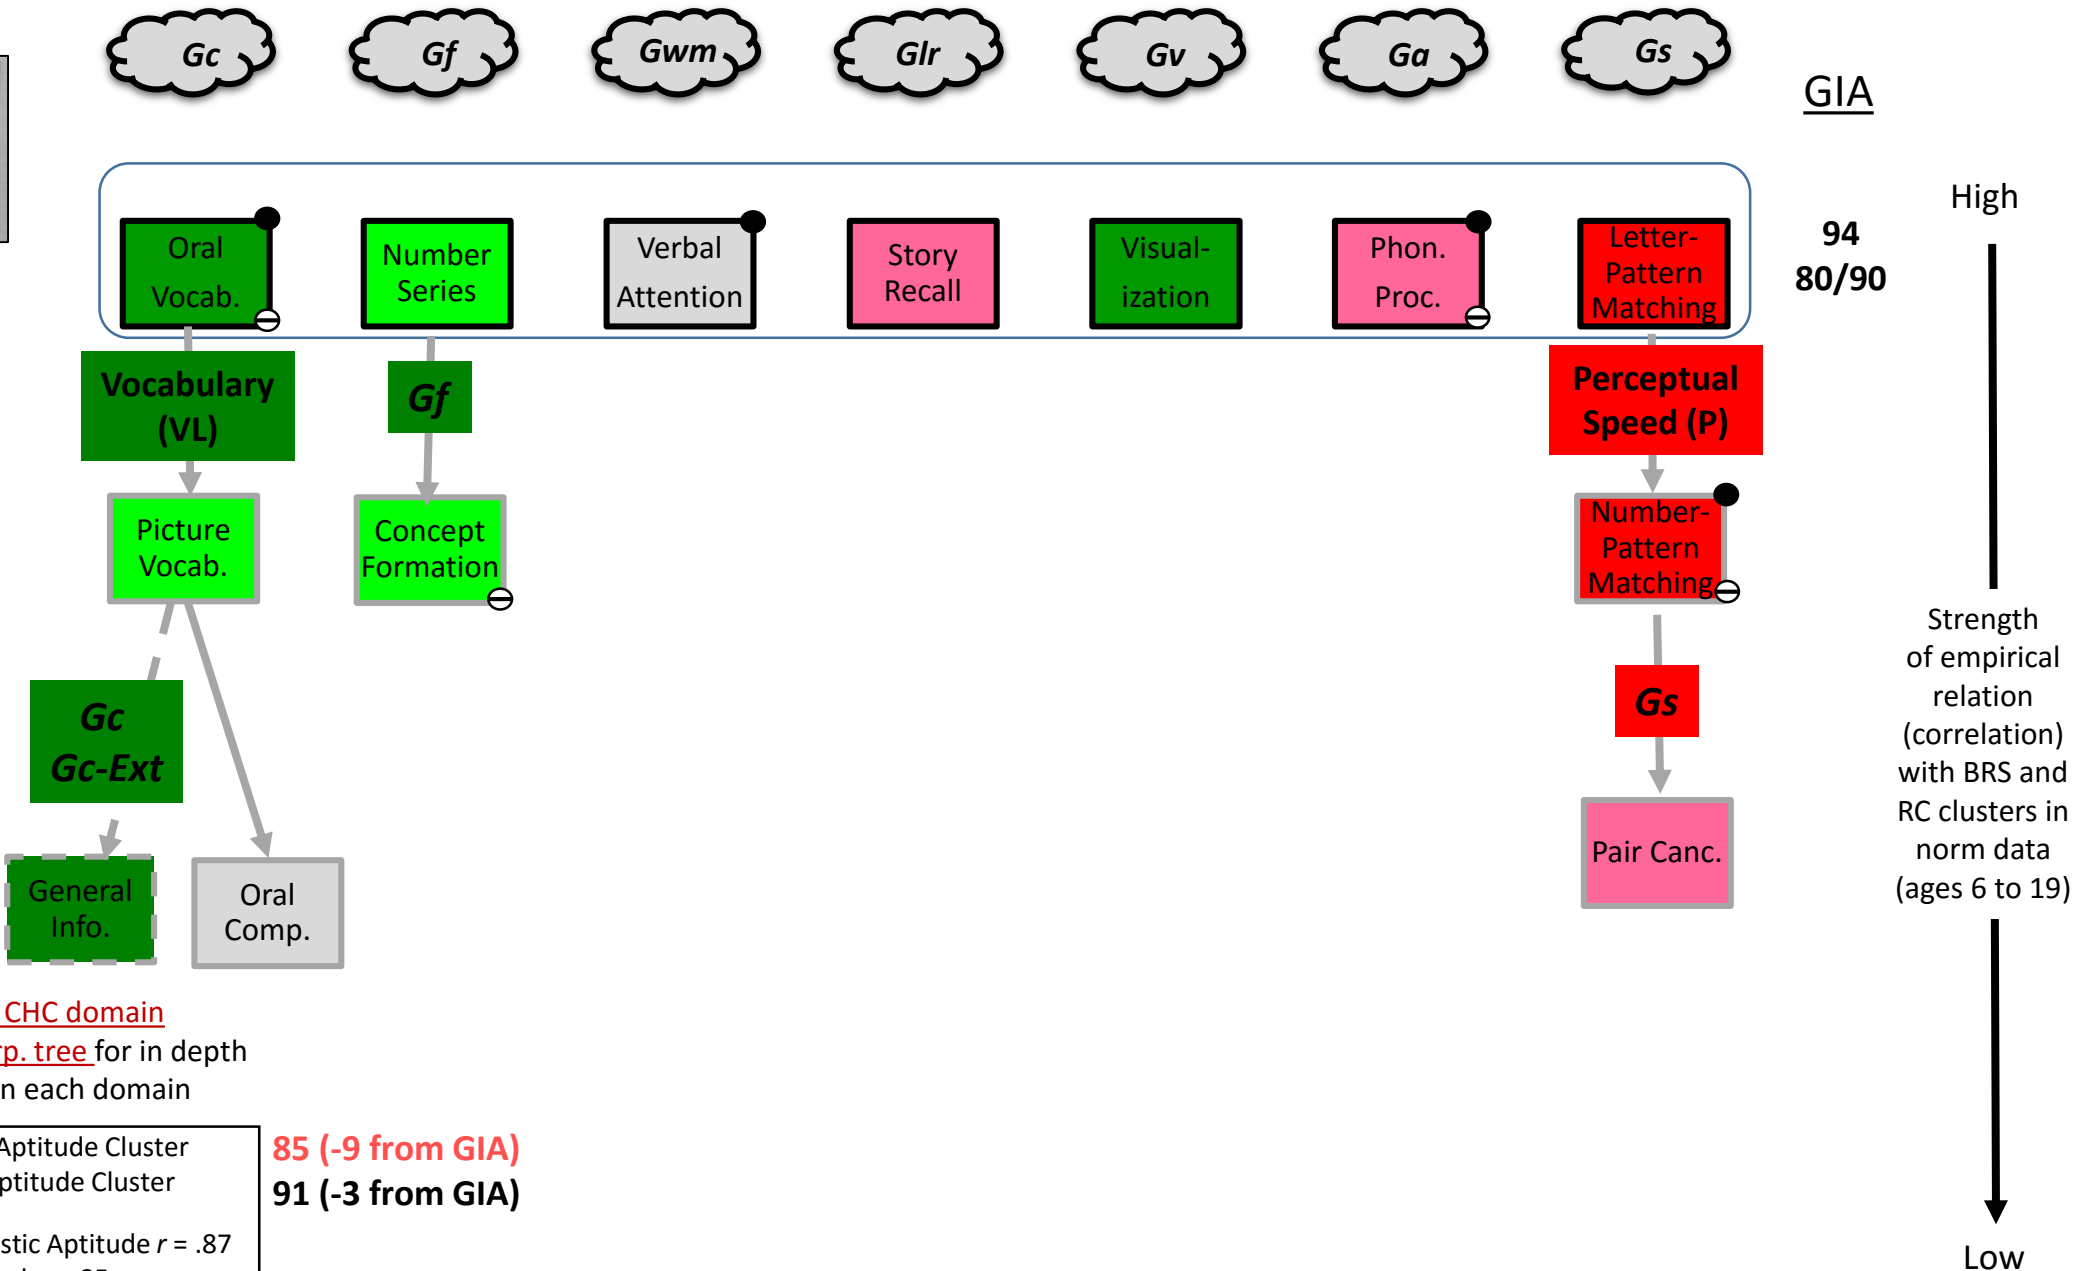 Gc
Gf
Gwm
Glr
Gv
Ga
Gs
GIA
Oral
Vocab.
Number
Series
Verbal
Attention
Story
Recall
Visual-
ization
Phon.
Proc.
Letter-
Pattern
Matching
94
80/90
High
Vocabulary
(VL)
Gf
Perceptual
Speed (P)
Picture
Vocab.
Concept
Formation
Number-
Pattern
Matching
Strength
of empirical
relation
(correlation)
with BRS and
RC clusters in
norm data
(ages 6 to 19)
Gc
Gc-Ext
Gs
General
Info.
Oral
Comp.
Pair Canc.
CHC domain
rp. tree for in depth
n each domain
Aptitude Cluster
ptitude Cluster
stic Aptitude r = .87
85 (-9 from GIA)
91 (-3 from GIA)
Low